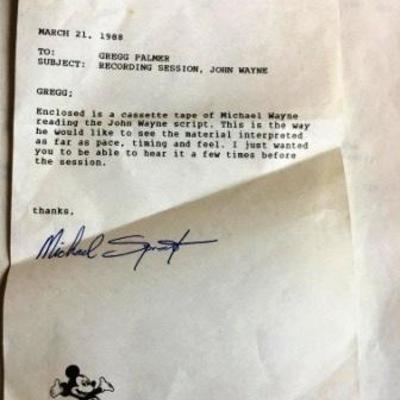 MARCH 21, 1988
TO: GREGG PALMER
SUBJECT: RECORDING SESSION, JOHN WAYNE
GREGG;
Enclosed is a cassette tape of Michael Wayne
reading the John Wayne script. This is the way
he would like to see the material interpreted
as far as pace, timing and feel. I just wanted
you to be able to hear it a few times before
the session.
thanks,
Michael